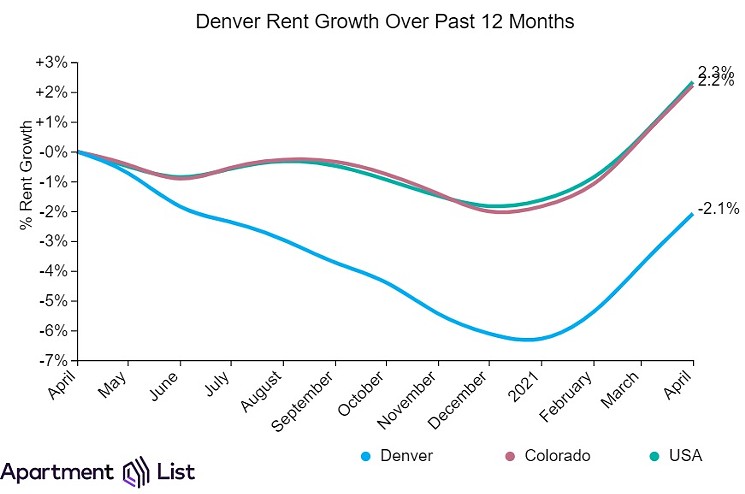 Denver Rent Growth Over Past 12 Months
% Rent Growth
+3%
+2%
+1%
-0%
-1%
-2%
-3%
-4%
-5%
-6%
-7%
2.3%
2.2%
-2.1%
April
May
June
July
August
September
October
November
December
2021
February
March
April
Denver
Colorado
USA
Apartment List